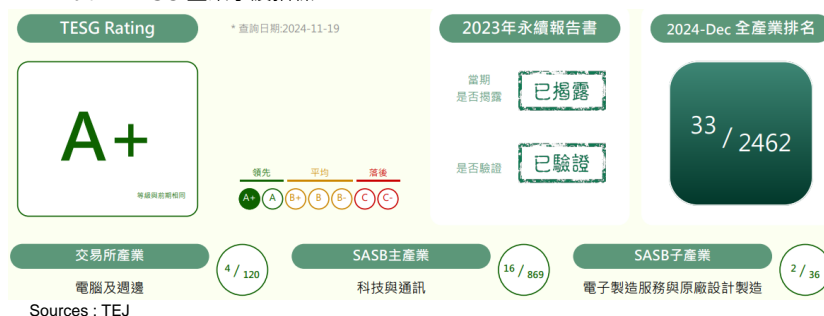 TESG Rating
* 查詢日期:2024-11-19
2023年永續報告書
2024-Dec 全產業排名
A+
等級與前期相同
領先 平均 落後
A+ A B+ B B- C C-
當期
是否揭露
已揭露
是否驗證
已驗證
33 / 2462
交易所產業
電腦及週邊
4 / 120
SASB主產業
科技與通訊
16 / 869
SASB子產業
電子製造服務與原廠設計製造
2 / 36
Sources : TEJ